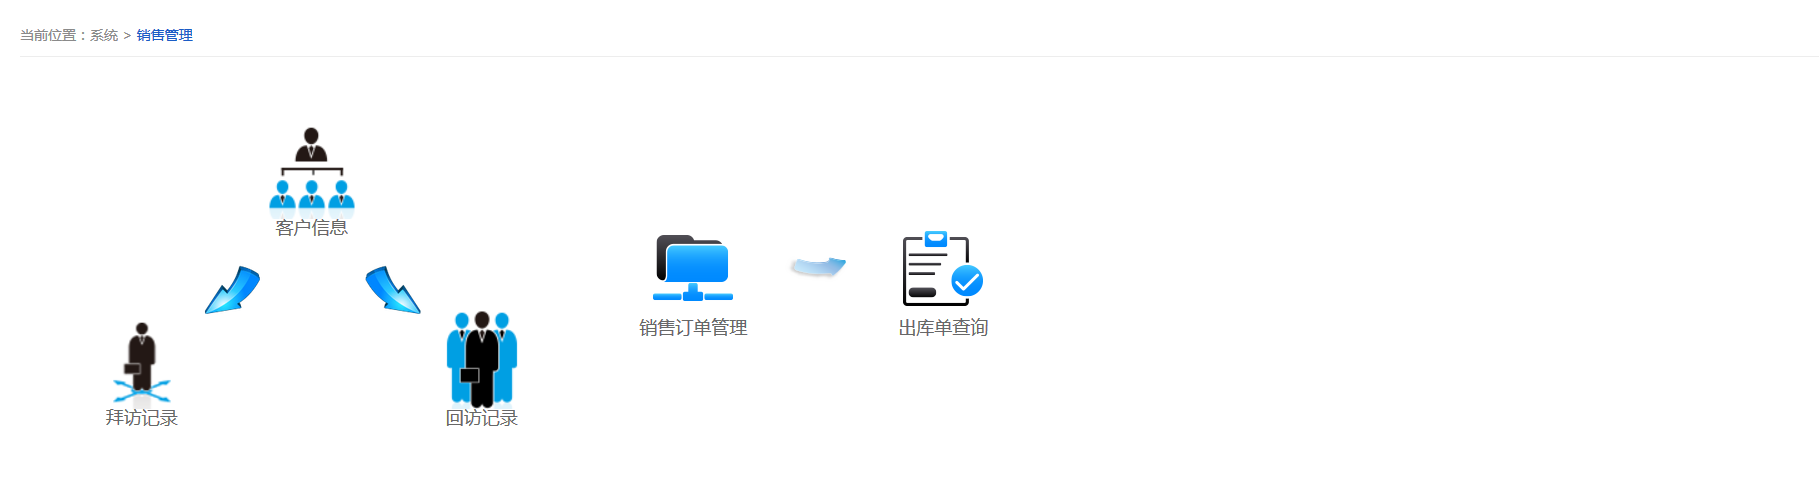 当前位置：系统 > 销售管理
客户信息
销售订单管理
出库单查询
拜访记录
回访记录